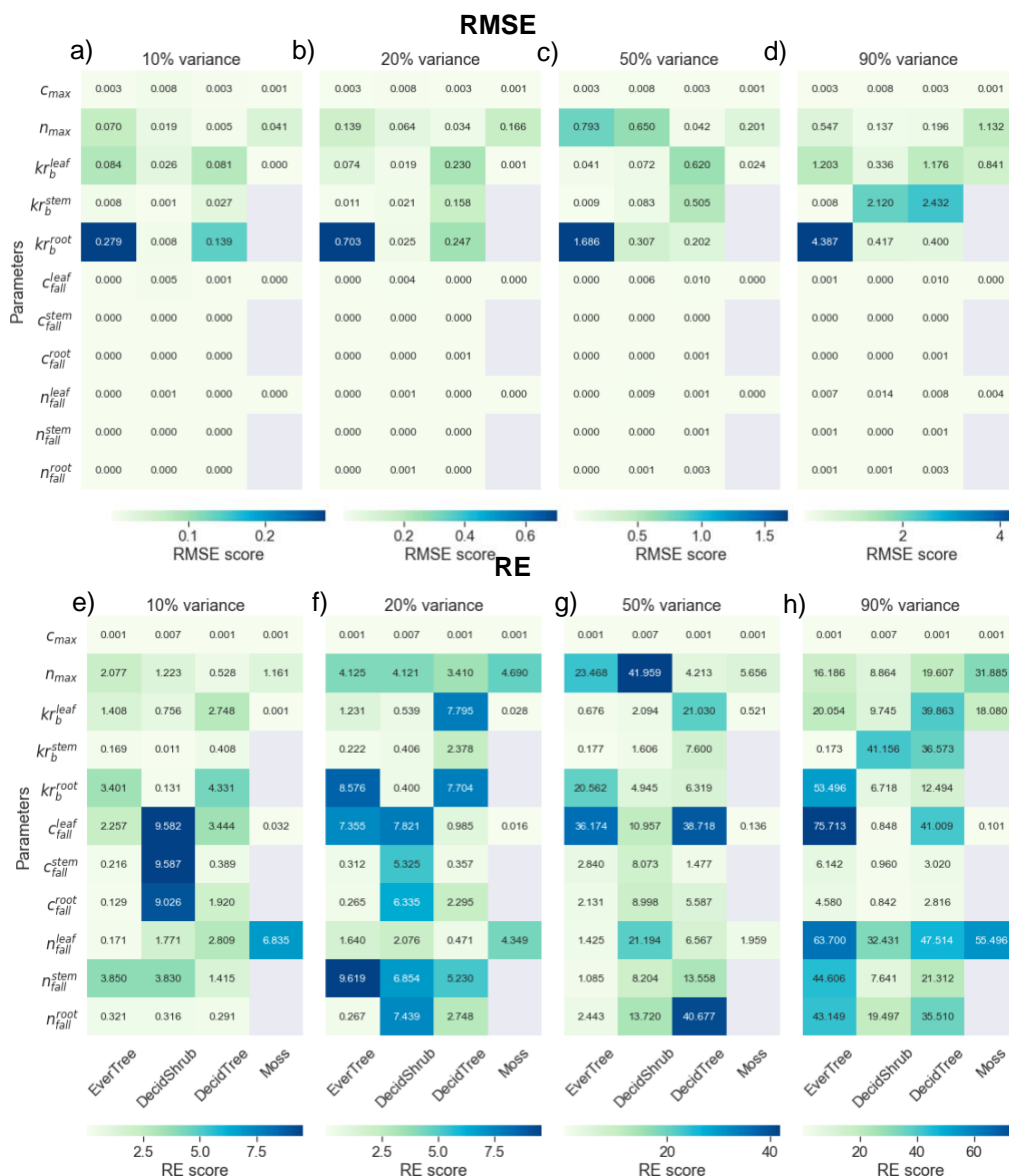 RMSE
a) b) c) d)
10% variance 20% variance 50% variance 90% variance
c_max 0.003 0.008 0.003 0.001 0.003 0.008 0.003 0.001 0.003 0.008 0.003 0.001 0.003 0.008 0.003 0.001
n_max 0.070 0.019 0.005 0.041 0.139 0.064 0.034 0.166 0.793 0.650 0.042 0.201 0.547 0.137 0.196 1.132
kr_b^leaf 0.084 0.026 0.081 0.000 0.074 0.019 0.230 0.001 0.041 0.072 0.620 0.024 1.203 0.336 1.176 0.841
kr_b^stem 0.008 0.001 0.027 0.011 0.021 0.158 0.009 0.083 0.505 0.008 2.120 2.432
kr_b^root 0.279 0.008 0.139 0.703 0.025 0.247 1.686 0.307 0.202 4.387 0.417 0.400
c_fall^leaf 0.000 0.005 0.001 0.000 0.000 0.004 0.000 0.000 0.000 0.006 0.010 0.000 0.001 0.000 0.010 0.000
c_fall^stem 0.000 0.000 0.000 0.000 0.000 0.000 0.000 0.000 0.000 0.000 0.000 0.000
c_fall^root 0.000 0.000 0.000 0.000 0.000 0.001 0.000 0.000 0.001 0.000 0.000 0.001
n_fall^leaf 0.000 0.001 0.000 0.000 0.000 0.001 0.000 0.000 0.000 0.009 0.001 0.000 0.007 0.014 0.008 0.004
n_fall^stem 0.000 0.000 0.000 0.000 0.000 0.000 0.000 0.000 0.001 0.001 0.000 0.001
n_fall^root 0.000 0.000 0.000 0.000 0.001 0.000 0.000 0.001 0.003 0.001 0.001 0.003
Parameters
0.1 0.2 0.2 0.4 0.6 0.5 1.0 1.5 2 4
RMSE score RMSE score RMSE score RMSE score
RE
e) f) g) h)
10% variance 20% variance 50% variance 90% variance
c_max 0.001 0.007 0.001 0.001 0.001 0.007 0.001 0.001 0.001 0.007 0.001 0.001 0.001 0.007 0.001 0.001
n_max 2.077 1.223 0.528 1.161 4.125 4.121 3.410 4.690 23.468 41.959 4.213 5.656 16.186 8.864 19.607 31.885
kr_b^leaf 1.408 0.756 2.748 0.001 1.231 0.539 7.795 0.028 0.676 2.094 21.030 0.521 20.054 9.745 39.863 18.080
kr_b^stem 0.169 0.011 0.408 0.222 0.406 2.378 0.177 1.606 7.600 0.173 41.156 36.573
kr_b^root 3.401 0.131 4.331 8.576 0.400 7.704 20.562 4.945 6.319 53.496 6.718 12.494
c_fall^leaf 2.257 9.582 3.444 0.032 7.355 7.821 0.985 0.016 36.174 10.957 38.718 0.136 75.713 0.848 41.009 0.101
c_fall^stem 0.216 9.587 0.389 0.312 5.325 0.357 2.840 8.073 1.477 6.142 0.960 3.020
c_fall^root 0.129 9.026 1.920 0.265 6.335 2.295 2.131 8.998 5.587 4.580 0.842 2.816
n_fall^leaf 0.171 1.771 2.809 6.835 1.640 2.076 0.471 4.349 1.425 21.194 6.567 1.959 63.700 32.431 47.514 55.496
n_fall^stem 3.850 3.830 1.415 9.619 6.854 5.230 1.085 8.204 13.558 44.606 7.641 21.312
n_fall^root 0.321 0.316 0.291 0.267 7.439 2.748 2.443 13.720 40.677 43.149 19.497 35.510
Parameters
EverTree DecidShrub DecidTree Moss EverTree DecidShrub DecidTree Moss EverTree DecidShrub DecidTree Moss EverTree DecidShrub DecidTree Moss
2.5 5.0 7.5 2.5 5.0 7.5 20 40 20 40 60
RE score RE score RE score RE score